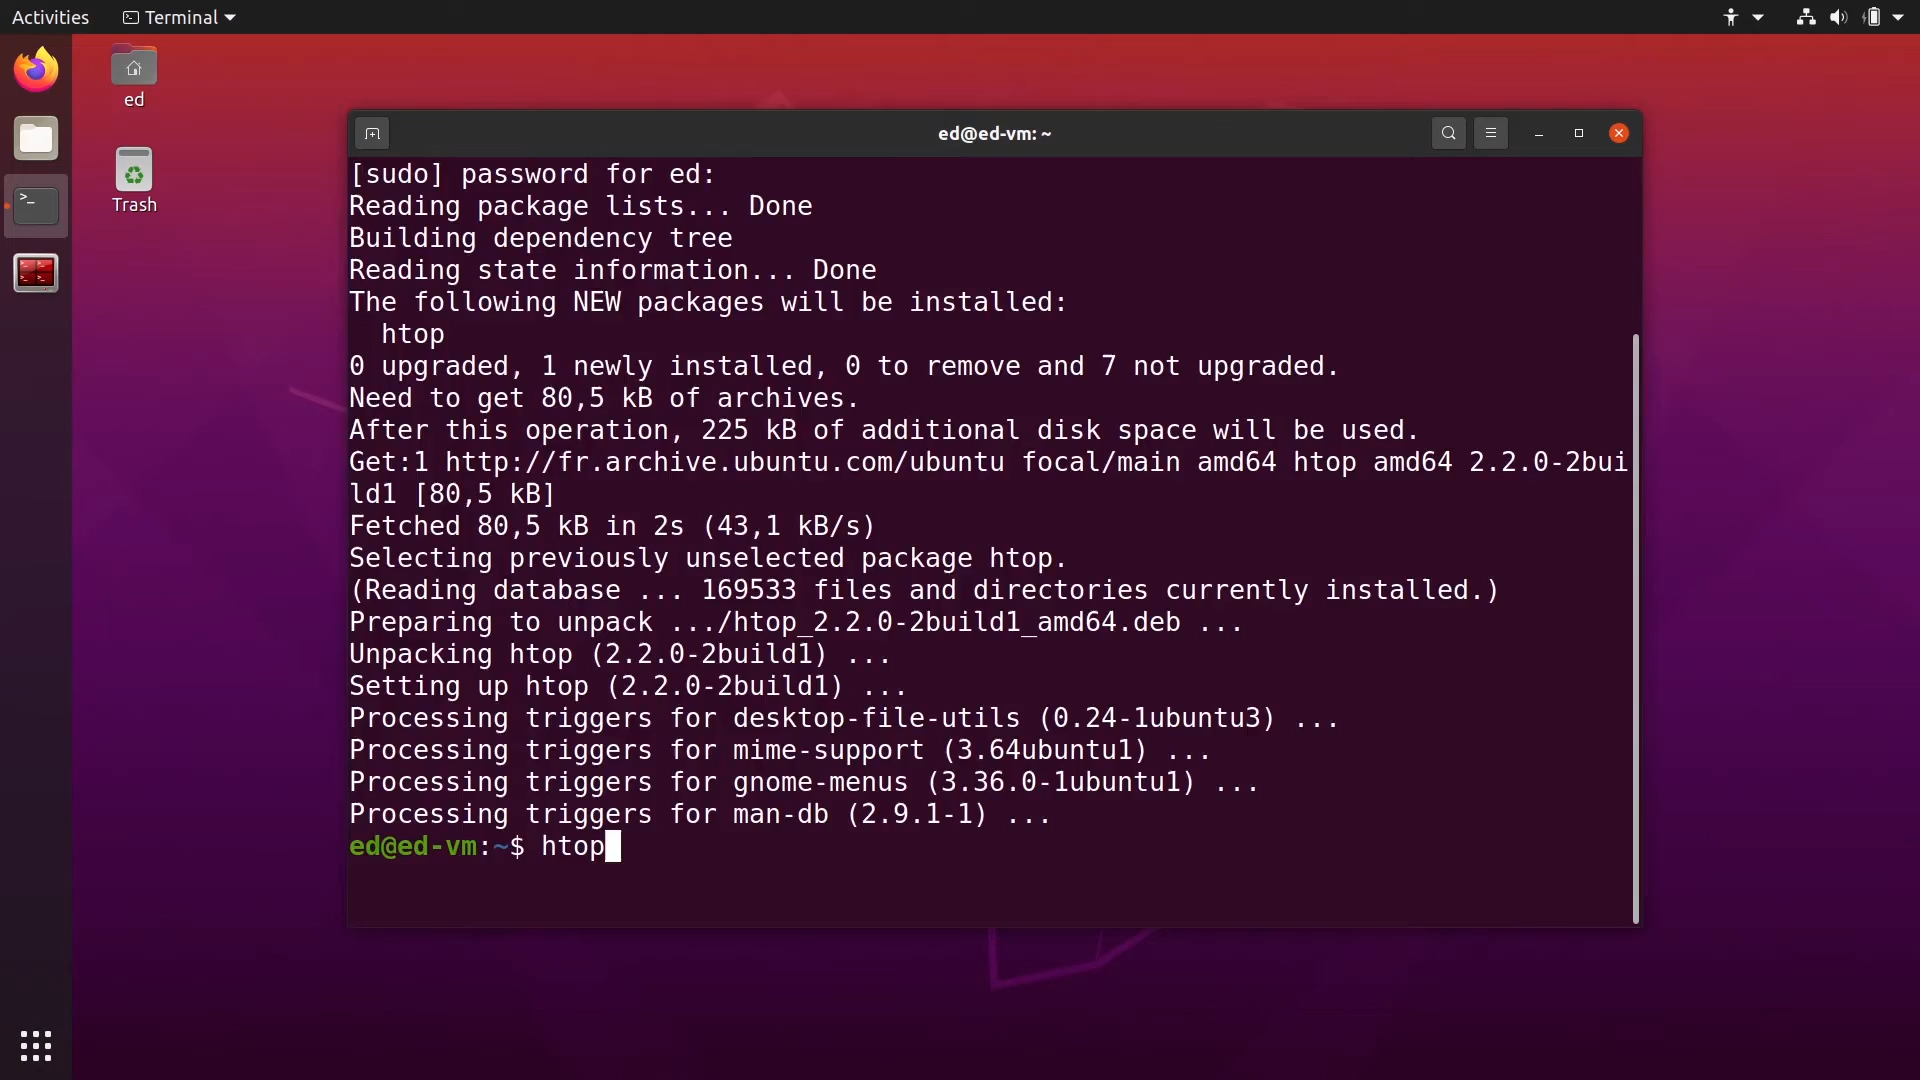 Activities
Terminal
ed
Trash
ed@ed-vm: ~
[sudo] password for ed:
Reading package lists... Done
Building dependency tree
Reading state information... Done
The following NEW packages will be installed:
  htop
0 upgraded, 1 newly installed, 0 to remove and 7 not upgraded.
Need to get 80,5 kB of archives.
After this operation, 225 kB of additional disk space will be used.
Get:1 http://fr.archive.ubuntu.com/ubuntu focal/main amd64 htop amd64 2.2.0-2bui
ld1 [80,5 kB]
Fetched 80,5 kB in 2s (43,1 kB/s)
Selecting previously unselected package htop.
(Reading database ... 169533 files and directories currently installed.)
Preparing to unpack .../htop_2.2.0-2build1_amd64.deb ...
Unpacking htop (2.2.0-2build1) ...
Setting up htop (2.2.0-2build1) ...
Processing triggers for desktop-file-utils (0.24-1ubuntu3) ...
Processing triggers for mime-support (3.64ubuntu1) ...
Processing triggers for gnome-menus (3.36.0-1ubuntu1) ...
Processing triggers for man-db (2.9.1-1) ...
ed@ed-vm:~$ htop